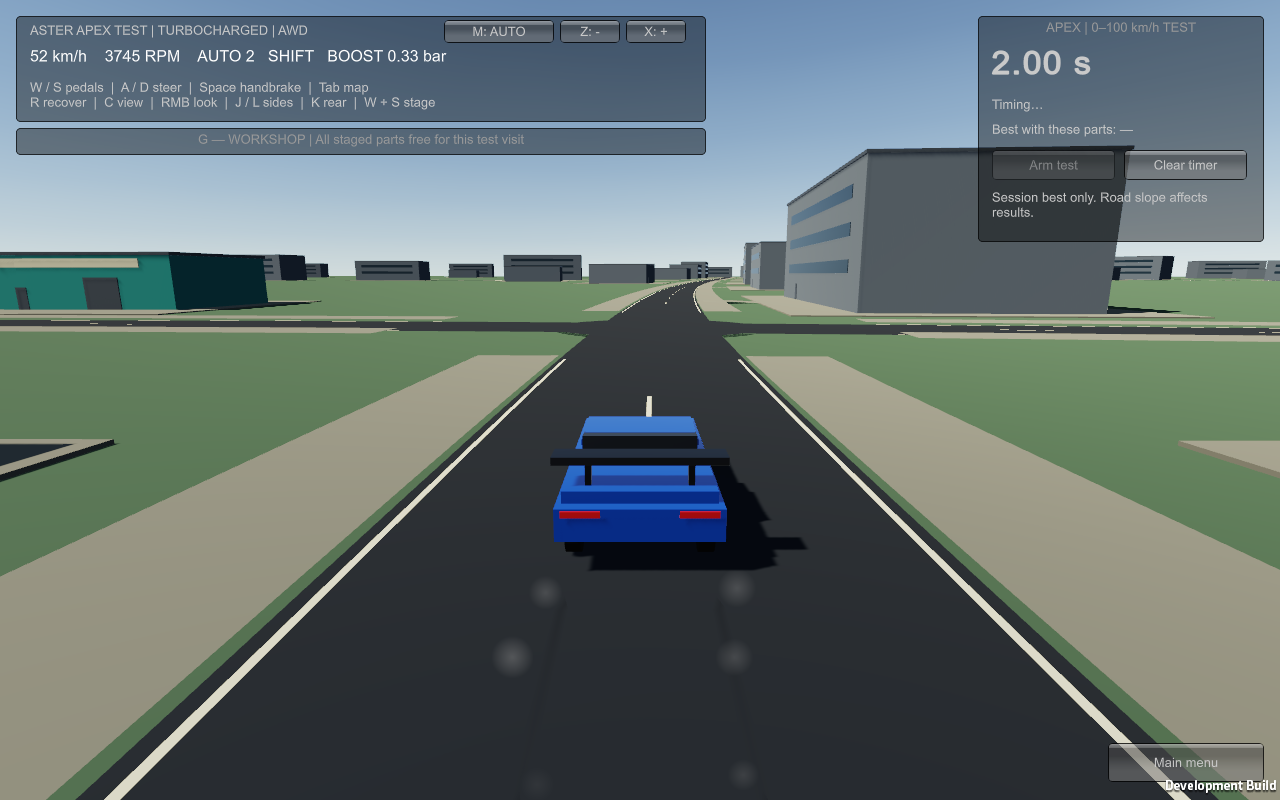 ASTER APEX TEST | TURBOCHARGED | AWD
M: AUTO
Z: -
X: +
52 km/h 3745 RPM AUTO 2 SHIFT BOOST 0.33 bar
W / S pedals | A / D steer | Space handbrake | Tab map
R recover | C view | RMB look | J / L sides | K rear | W + S stage
G — WORKSHOP | All staged parts free for this test visit
APEX | 0–100 km/h TEST
2.00 s
Timing…
Best with these parts: —
Arm test
Clear timer
Session best only. Road slope affects
results.
Main menu
Development Build